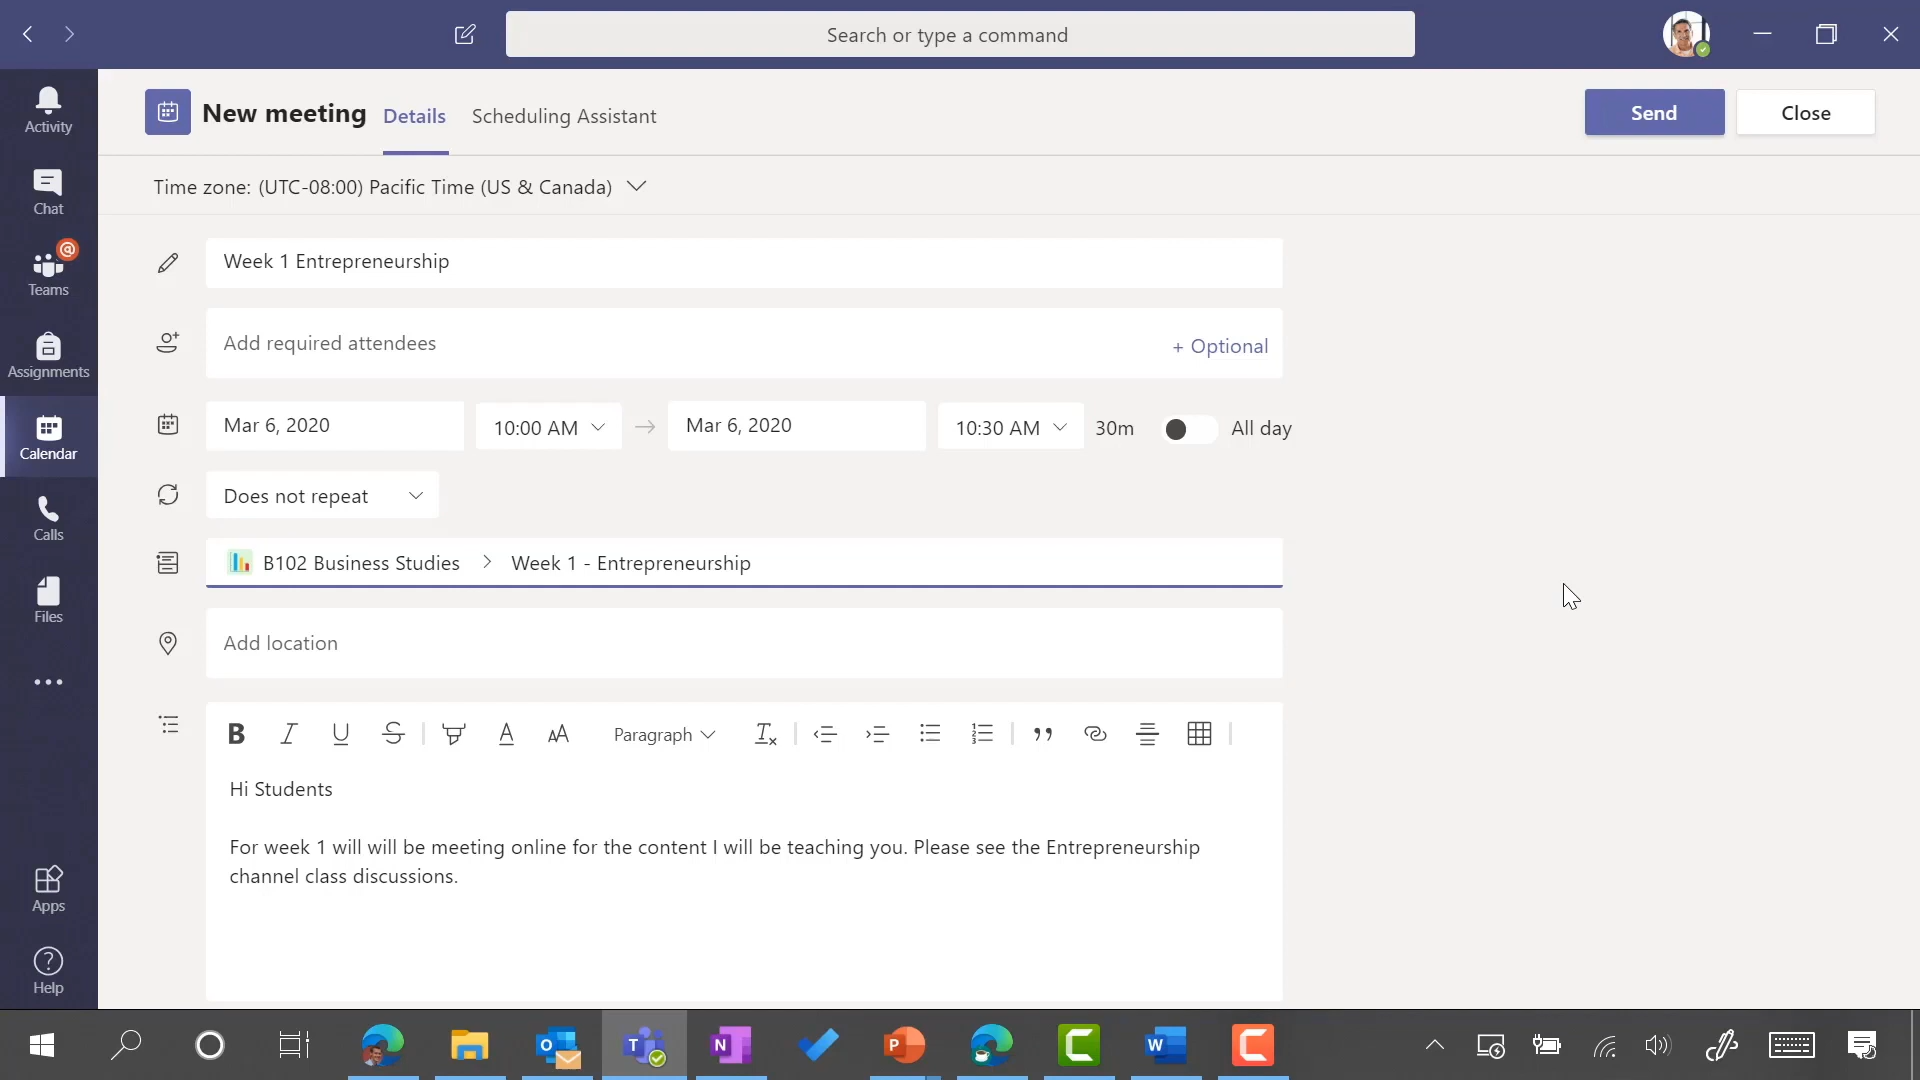 Search or type a command
Activity
Chat
@
Teams
Assignments
Calendar
Calls
Files
Apps
Help
New meeting Details Scheduling Assistant Send Close
Time zone: (UTC-08:00) Pacific Time (US & Canada)
Week 1 Entrepreneurship
Add required attendees + Optional
Mar 6, 2020 10:00 AM → Mar 6, 2020 10:30 AM 30m All day
Does not repeat
B102 Business Studies > Week 1 - Entrepreneurship
Add location
B I U S A AA Paragraph
Hi Students
For week 1 will will be meeting online for the content I will be teaching you. Please see the Entrepreneurship
channel class discussions.